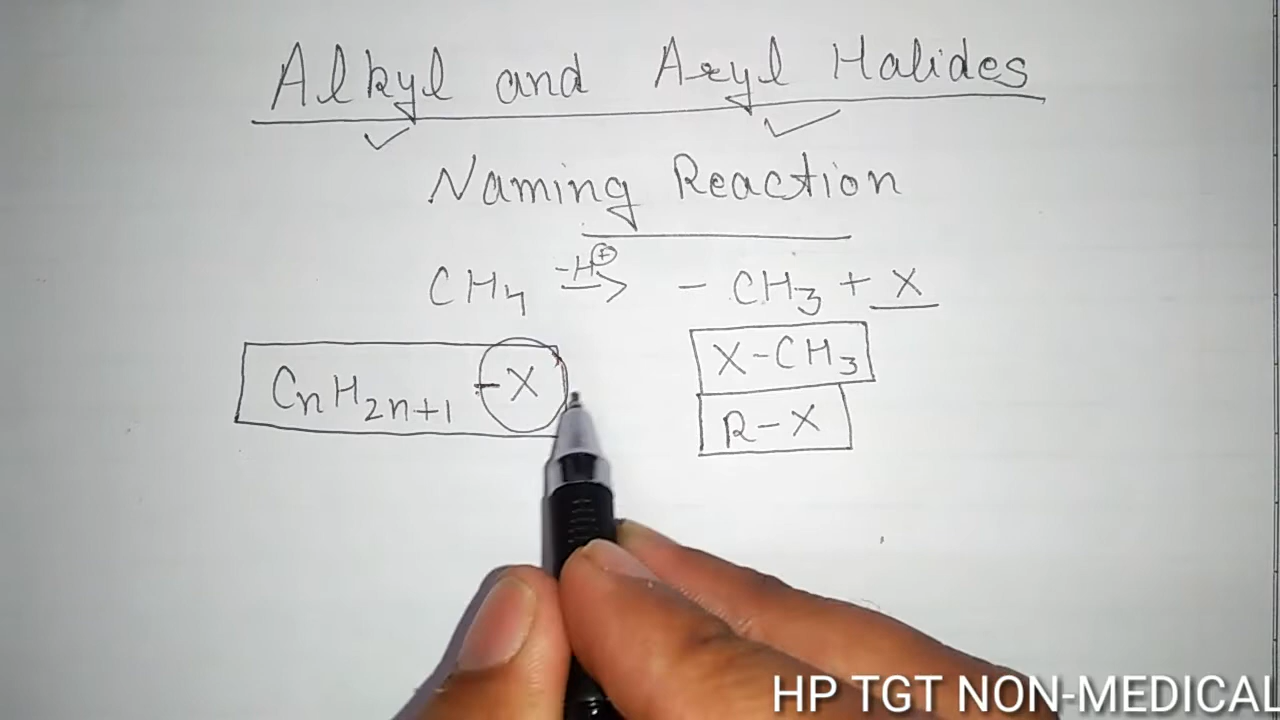 Alkyl and Aryl Halides
Naming Reaction
CH₄ -H⊕→ - CH₃ + X
X-CH₃
CnH₂n+1 -X
R-X
HP TGT NON-MEDICAL